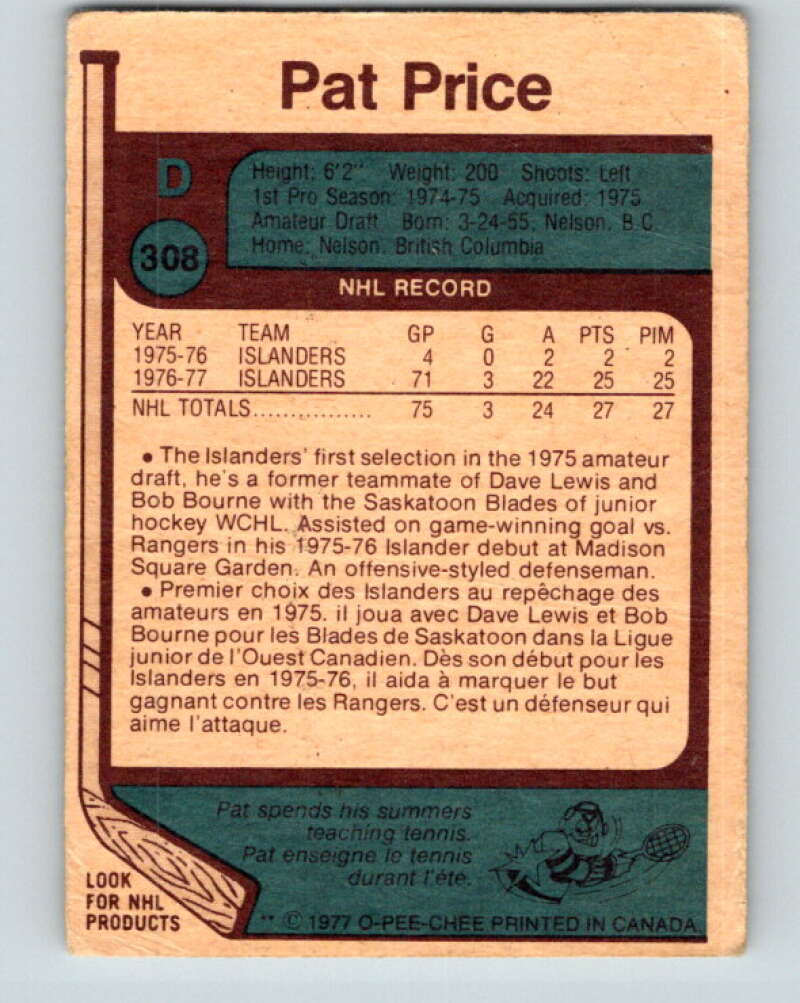 Pat Price
D
308
Height: 6'2" Weight: 200 Shoots: Left
1st Pro Season: 1974-75 Acquired: 1975
Amateur Draft Born: 3-24-55, Nelson, B.C.
Home: Nelson, British Columbia
NHL RECORD
YEAR TEAM GP G A PTS PIM
1975-76 ISLANDERS 4 0 2 2 2
1976-77 ISLANDERS 71 3 22 25 25
NHL TOTALS................ 75 3 24 27 27
• The Islanders' first selection in the 1975 amateur
draft, he's a former teammate of Dave Lewis and
Bob Bourne with the Saskatoon Blades of junior
hockey WCHL. Assisted on game-winning goal vs.
Rangers in his 1975-76 Islander debut at Madison
Square Garden. An offensive-styled defenseman.
• Premier choix des Islanders au repêchage des
amateurs en 1975. il joua avec Dave Lewis et Bob
Bourne pour les Blades de Saskatoon dans la Ligue
junior de l'Ouest Canadien. Dès son début pour les
Islanders en 1975-76, il aida à marquer le but
gagnant contre les Rangers. C'est un défenseur qui
aime l'attaque.
Pat spends his summers
teaching tennis.
Pat enseigne le tennis
durant l'été.
LOOK
FOR NHL
PRODUCTS
** © 1977 O-PEE-CHEE PRINTED IN CANADA